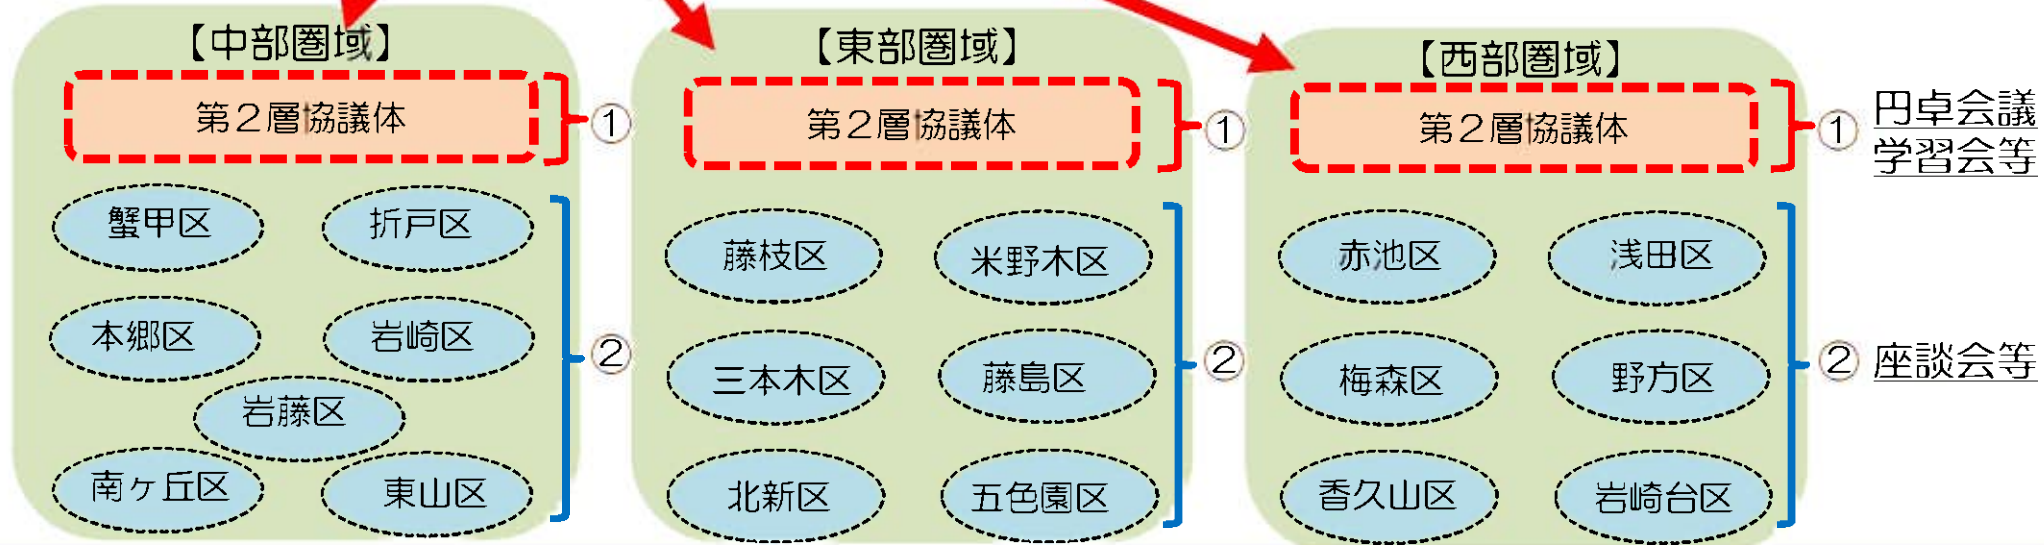 【中部圏域】
第２層協議体
①
蟹甲区
折戸区
本郷区
岩崎区
岩藤区
南ヶ丘区
東山区
②
【東部圏域】
第２層協議体
①
藤枝区
米野木区
三本木区
藤島区
北新区
五色園区
②
【西部圏域】
第２層協議体
① 円卓会議
学習会等
赤池区
浅田区
梅森区
野方区
香久山区
岩崎台区
② 座談会等